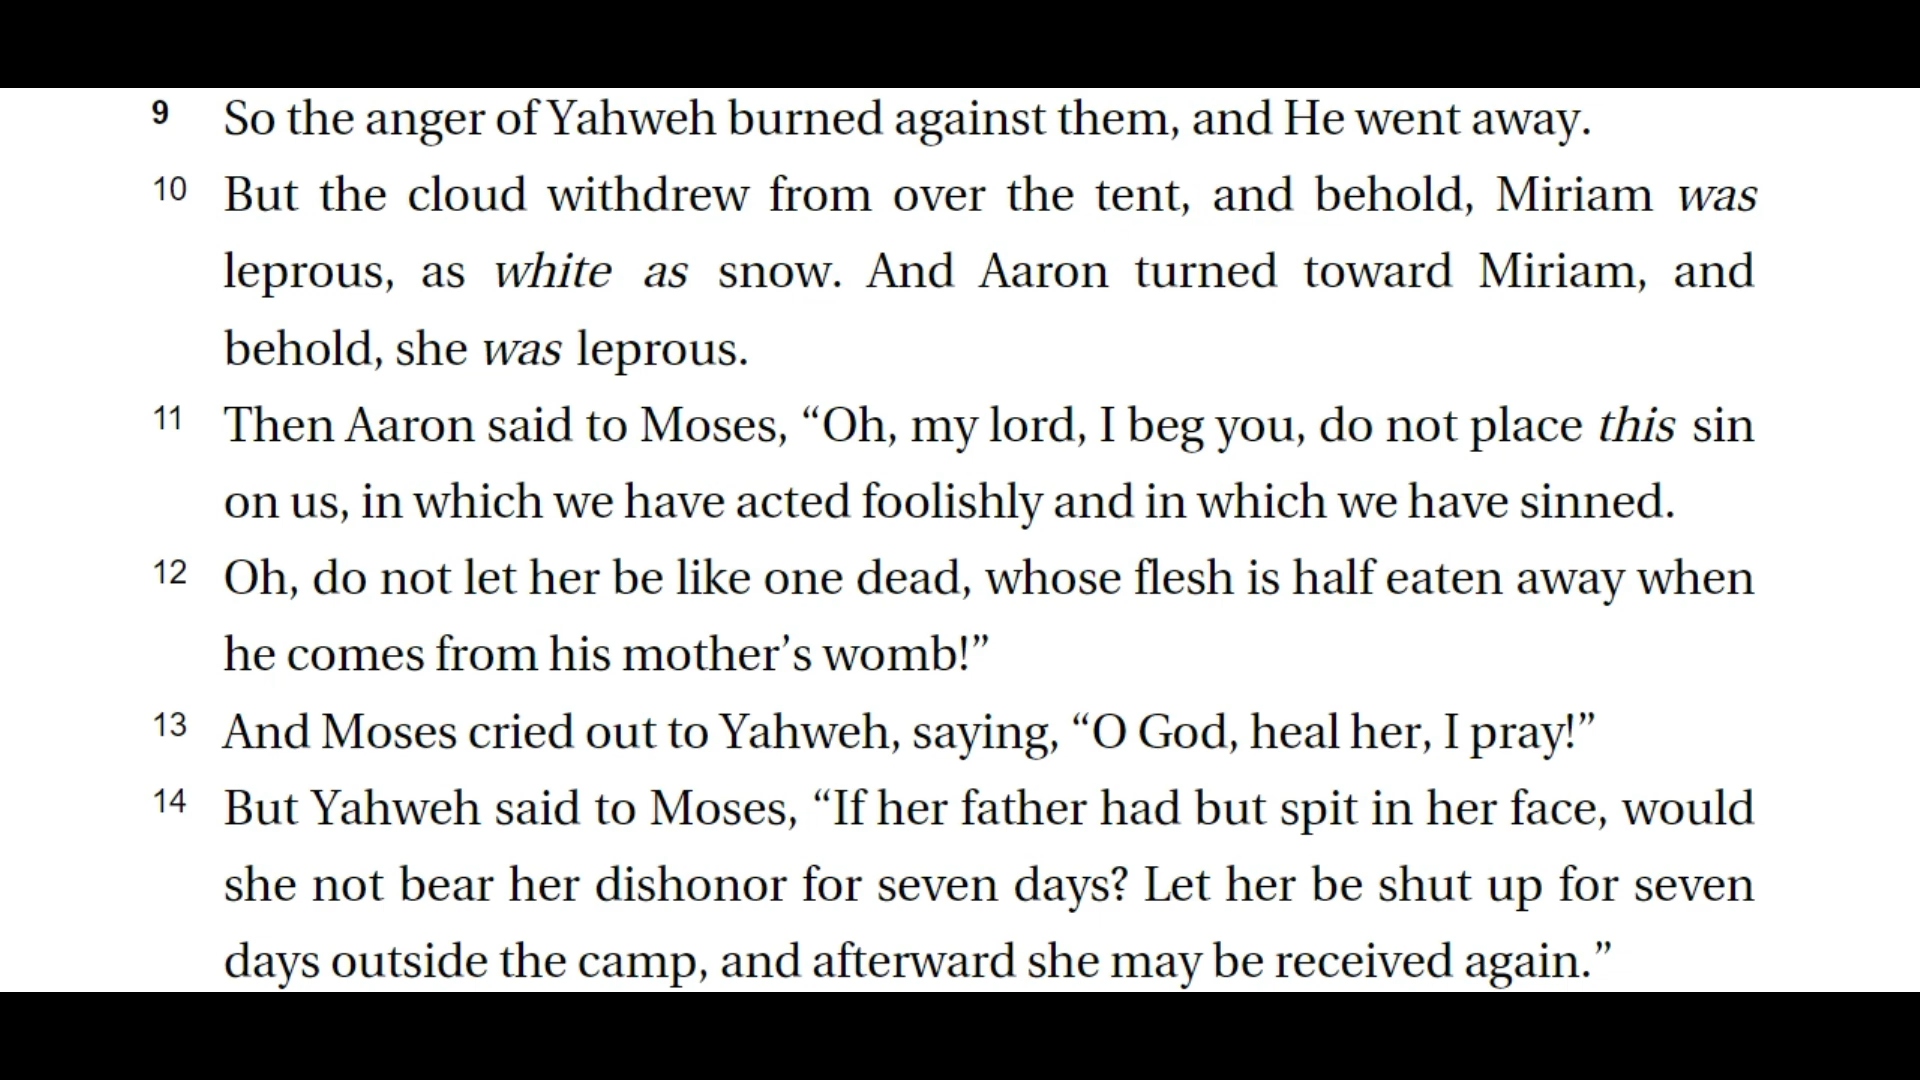 9 So the anger of Yahweh burned against them, and He went away.
10 But the cloud withdrew from over the tent, and behold, Miriam was
leprous, as white as snow. And Aaron turned toward Miriam, and
behold, she was leprous.
11 Then Aaron said to Moses, “Oh, my lord, I beg you, do not place this sin
on us, in which we have acted foolishly and in which we have sinned.
12 Oh, do not let her be like one dead, whose flesh is half eaten away when
he comes from his mother’s womb!”
13 And Moses cried out to Yahweh, saying, “O God, heal her, I pray!”
14 But Yahweh said to Moses, “If her father had but spit in her face, would
she not bear her dishonor for seven days? Let her be shut up for seven
days outside the camp, and afterward she may be received again.”